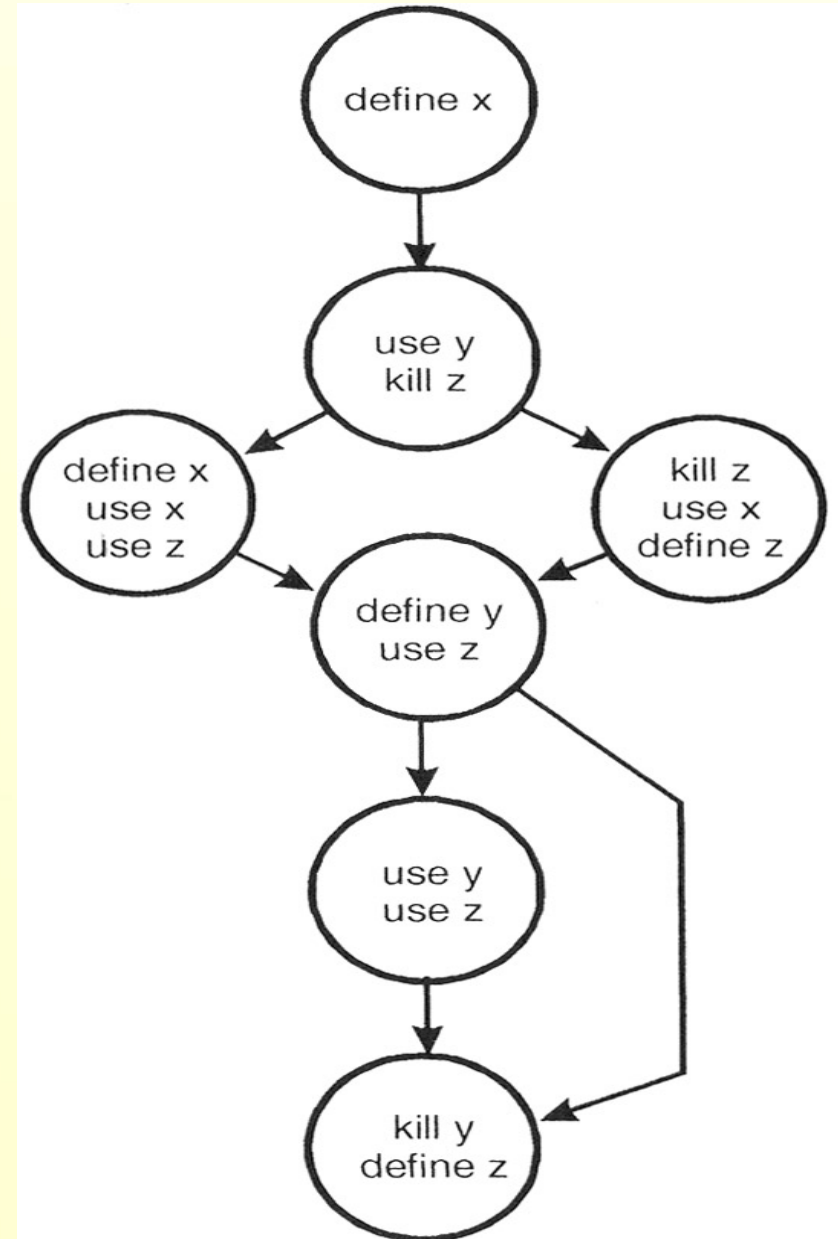 define x
use y
kill z
define x
use x
use z
kill z
use x
define z
define y
use z
use y
use z
kill y
define z